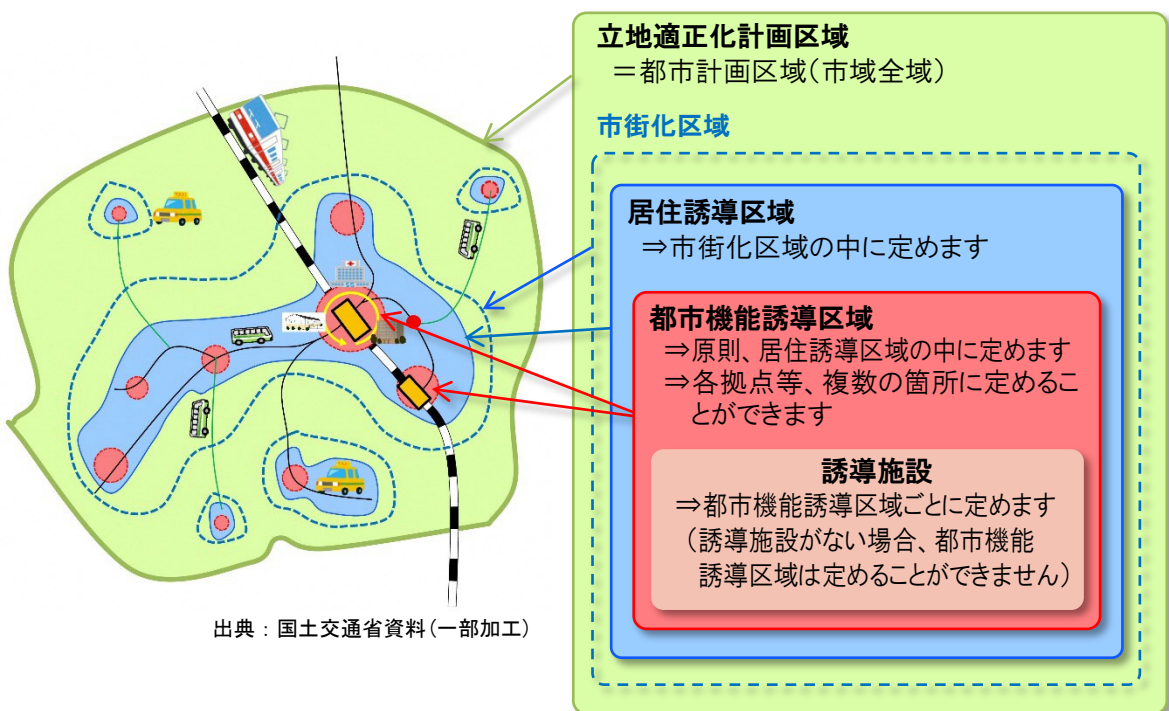 立地適正化計画区域
＝都市計画区域（市域全域）
市街化区域
居住誘導区域
⇒市街化区域の中に定めます
都市機能誘導区域
⇒原則、居住誘導区域の中に定めます
⇒各拠点等、複数の箇所に定めるこ
とができます
誘導施設
⇒都市機能誘導区域ごとに定めます
（誘導施設がない場合、都市機能
誘導区域は定めることができません）
出典：国土交通省資料（一部加工）